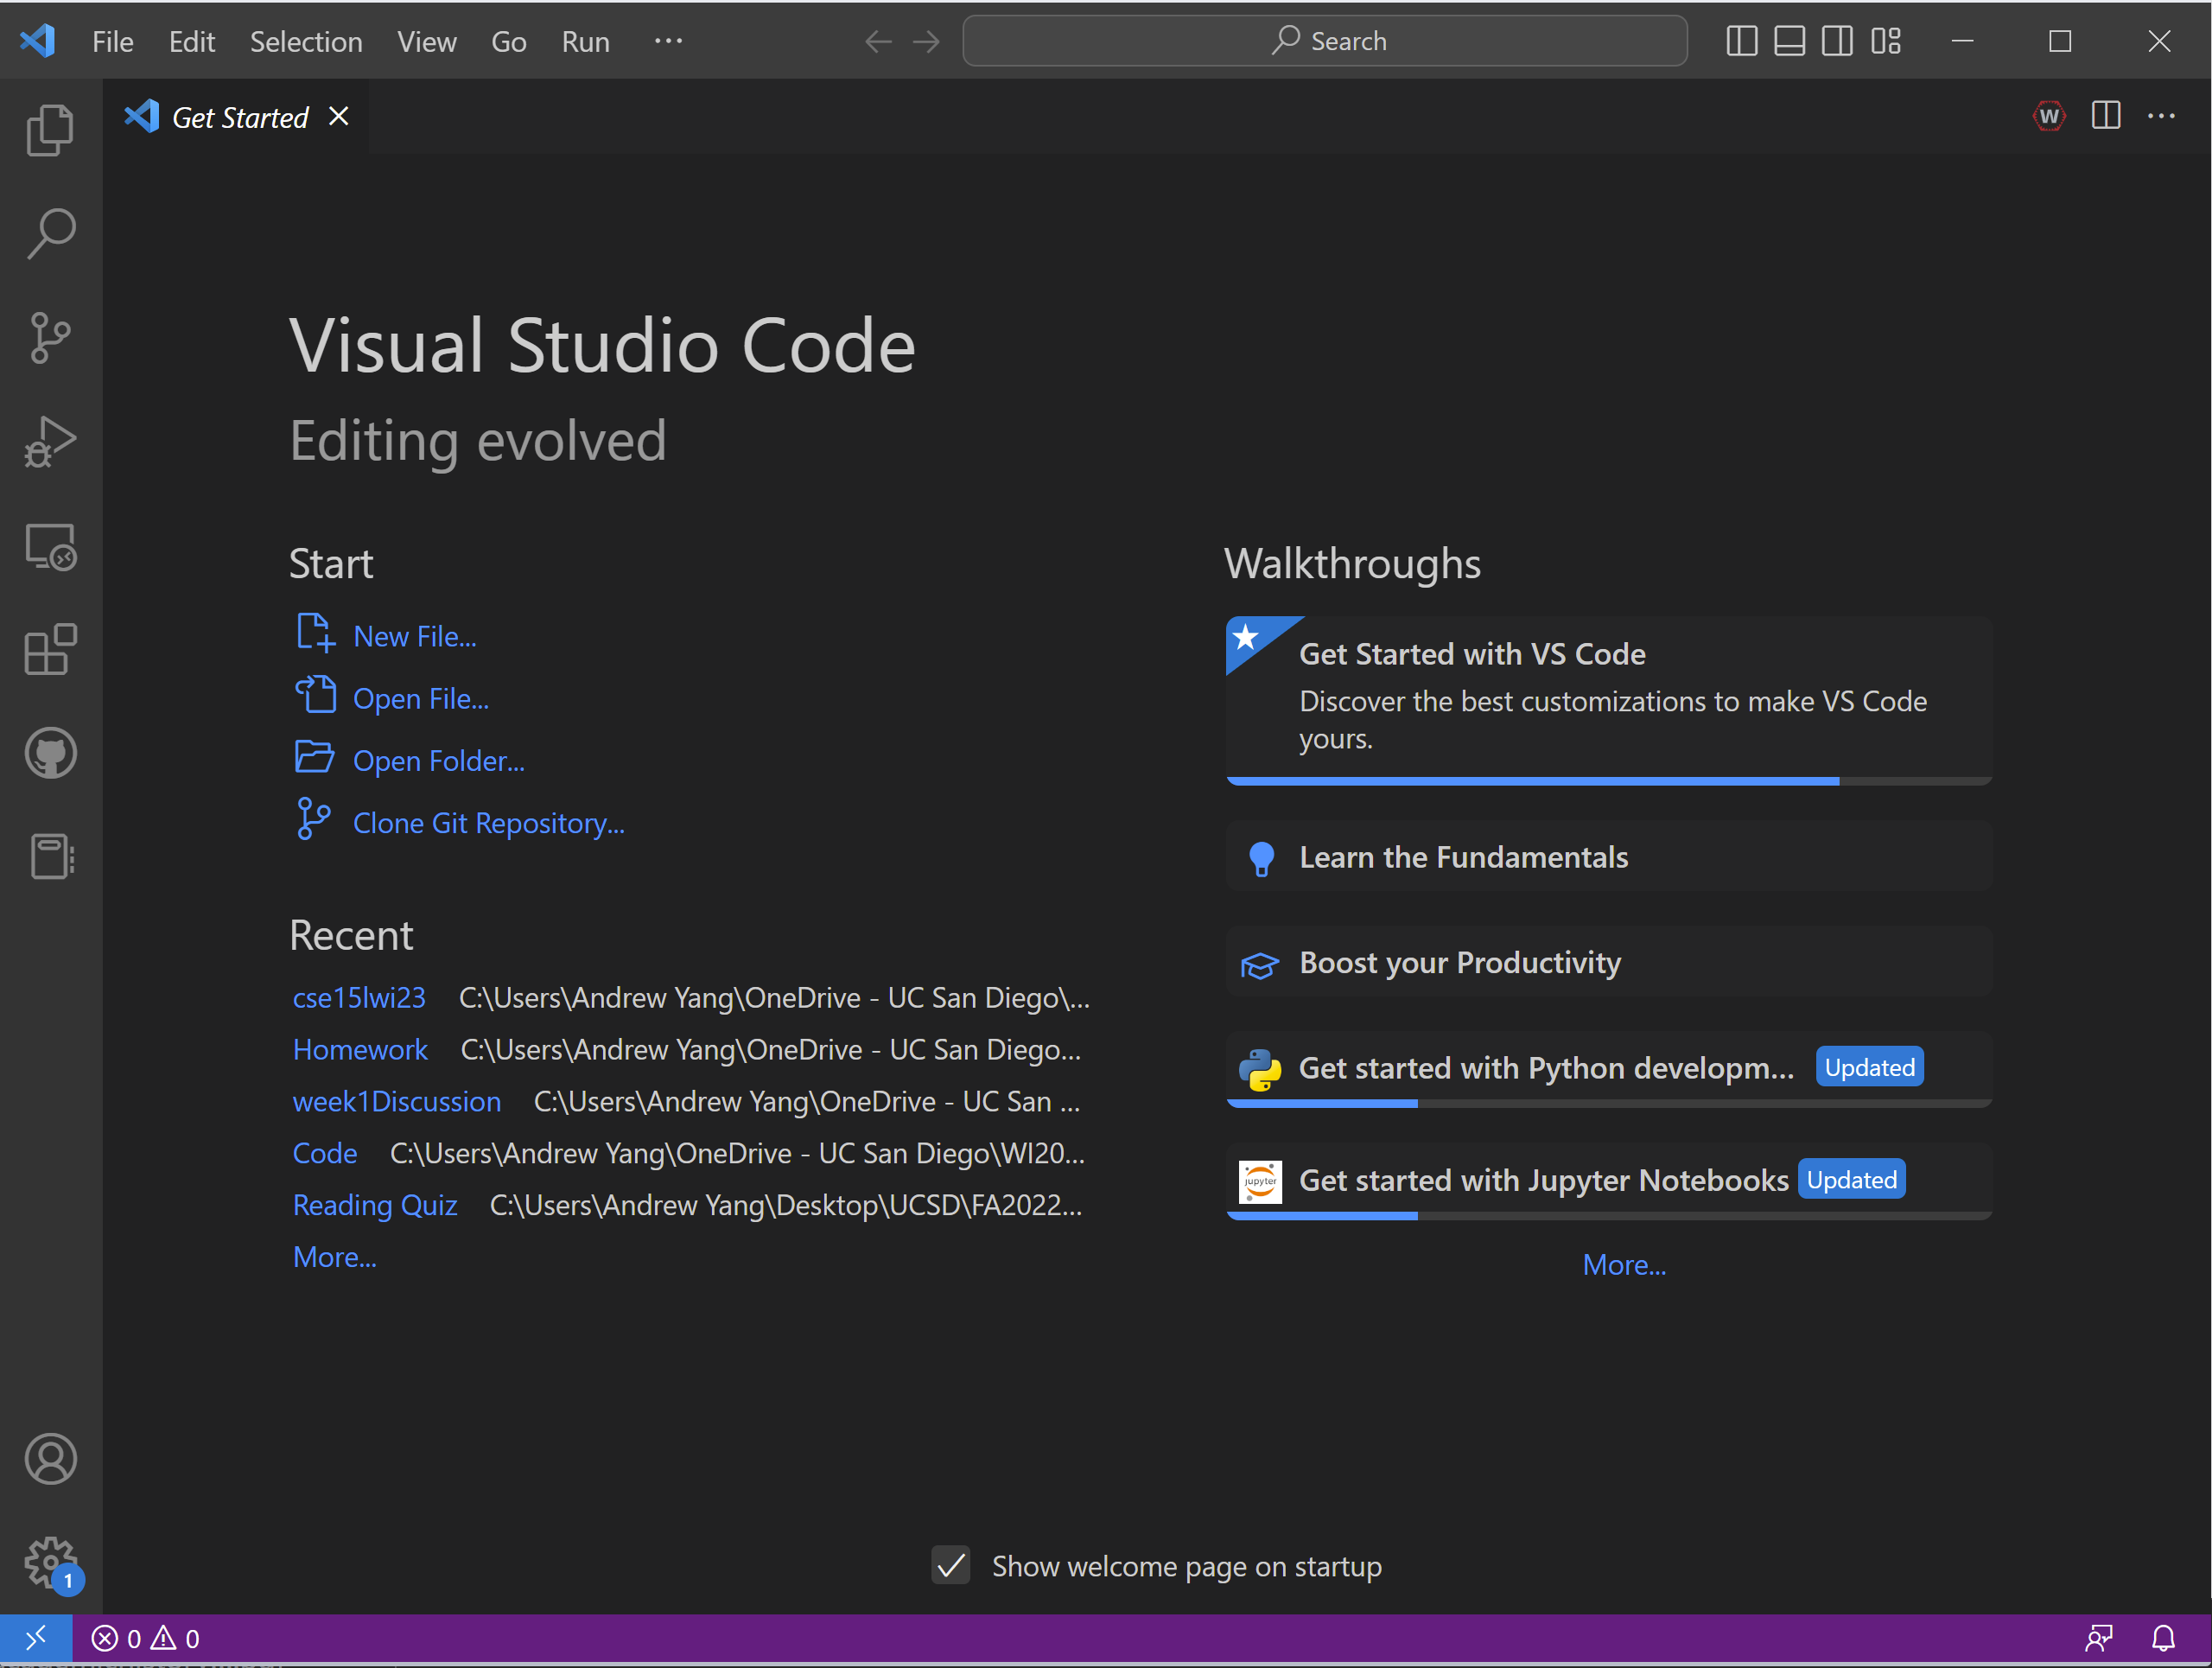 File Edit Selection View Go Run ... Search
Get Started
W
Visual Studio Code
Editing evolved
Start
New File...
Open File...
Open Folder...
Clone Git Repository...
Recent
cse15lwi23 C:\Users\Andrew Yang\OneDrive - UC San Diego\...
Homework C:\Users\Andrew Yang\OneDrive - UC San Diego...
week1Discussion C:\Users\Andrew Yang\OneDrive - UC San ...
Code C:\Users\Andrew Yang\OneDrive - UC San Diego\WI20...
Reading Quiz C:\Users\Andrew Yang\Desktop\UCSD\FA2022...
More...
Walkthroughs
Get Started with VS Code
Discover the best customizations to make VS Code
yours.
Learn the Fundamentals
Boost your Productivity
Get started with Python developm... Updated
jupyter
Get started with Jupyter Notebooks Updated
More...
Show welcome page on startup
1
0 0